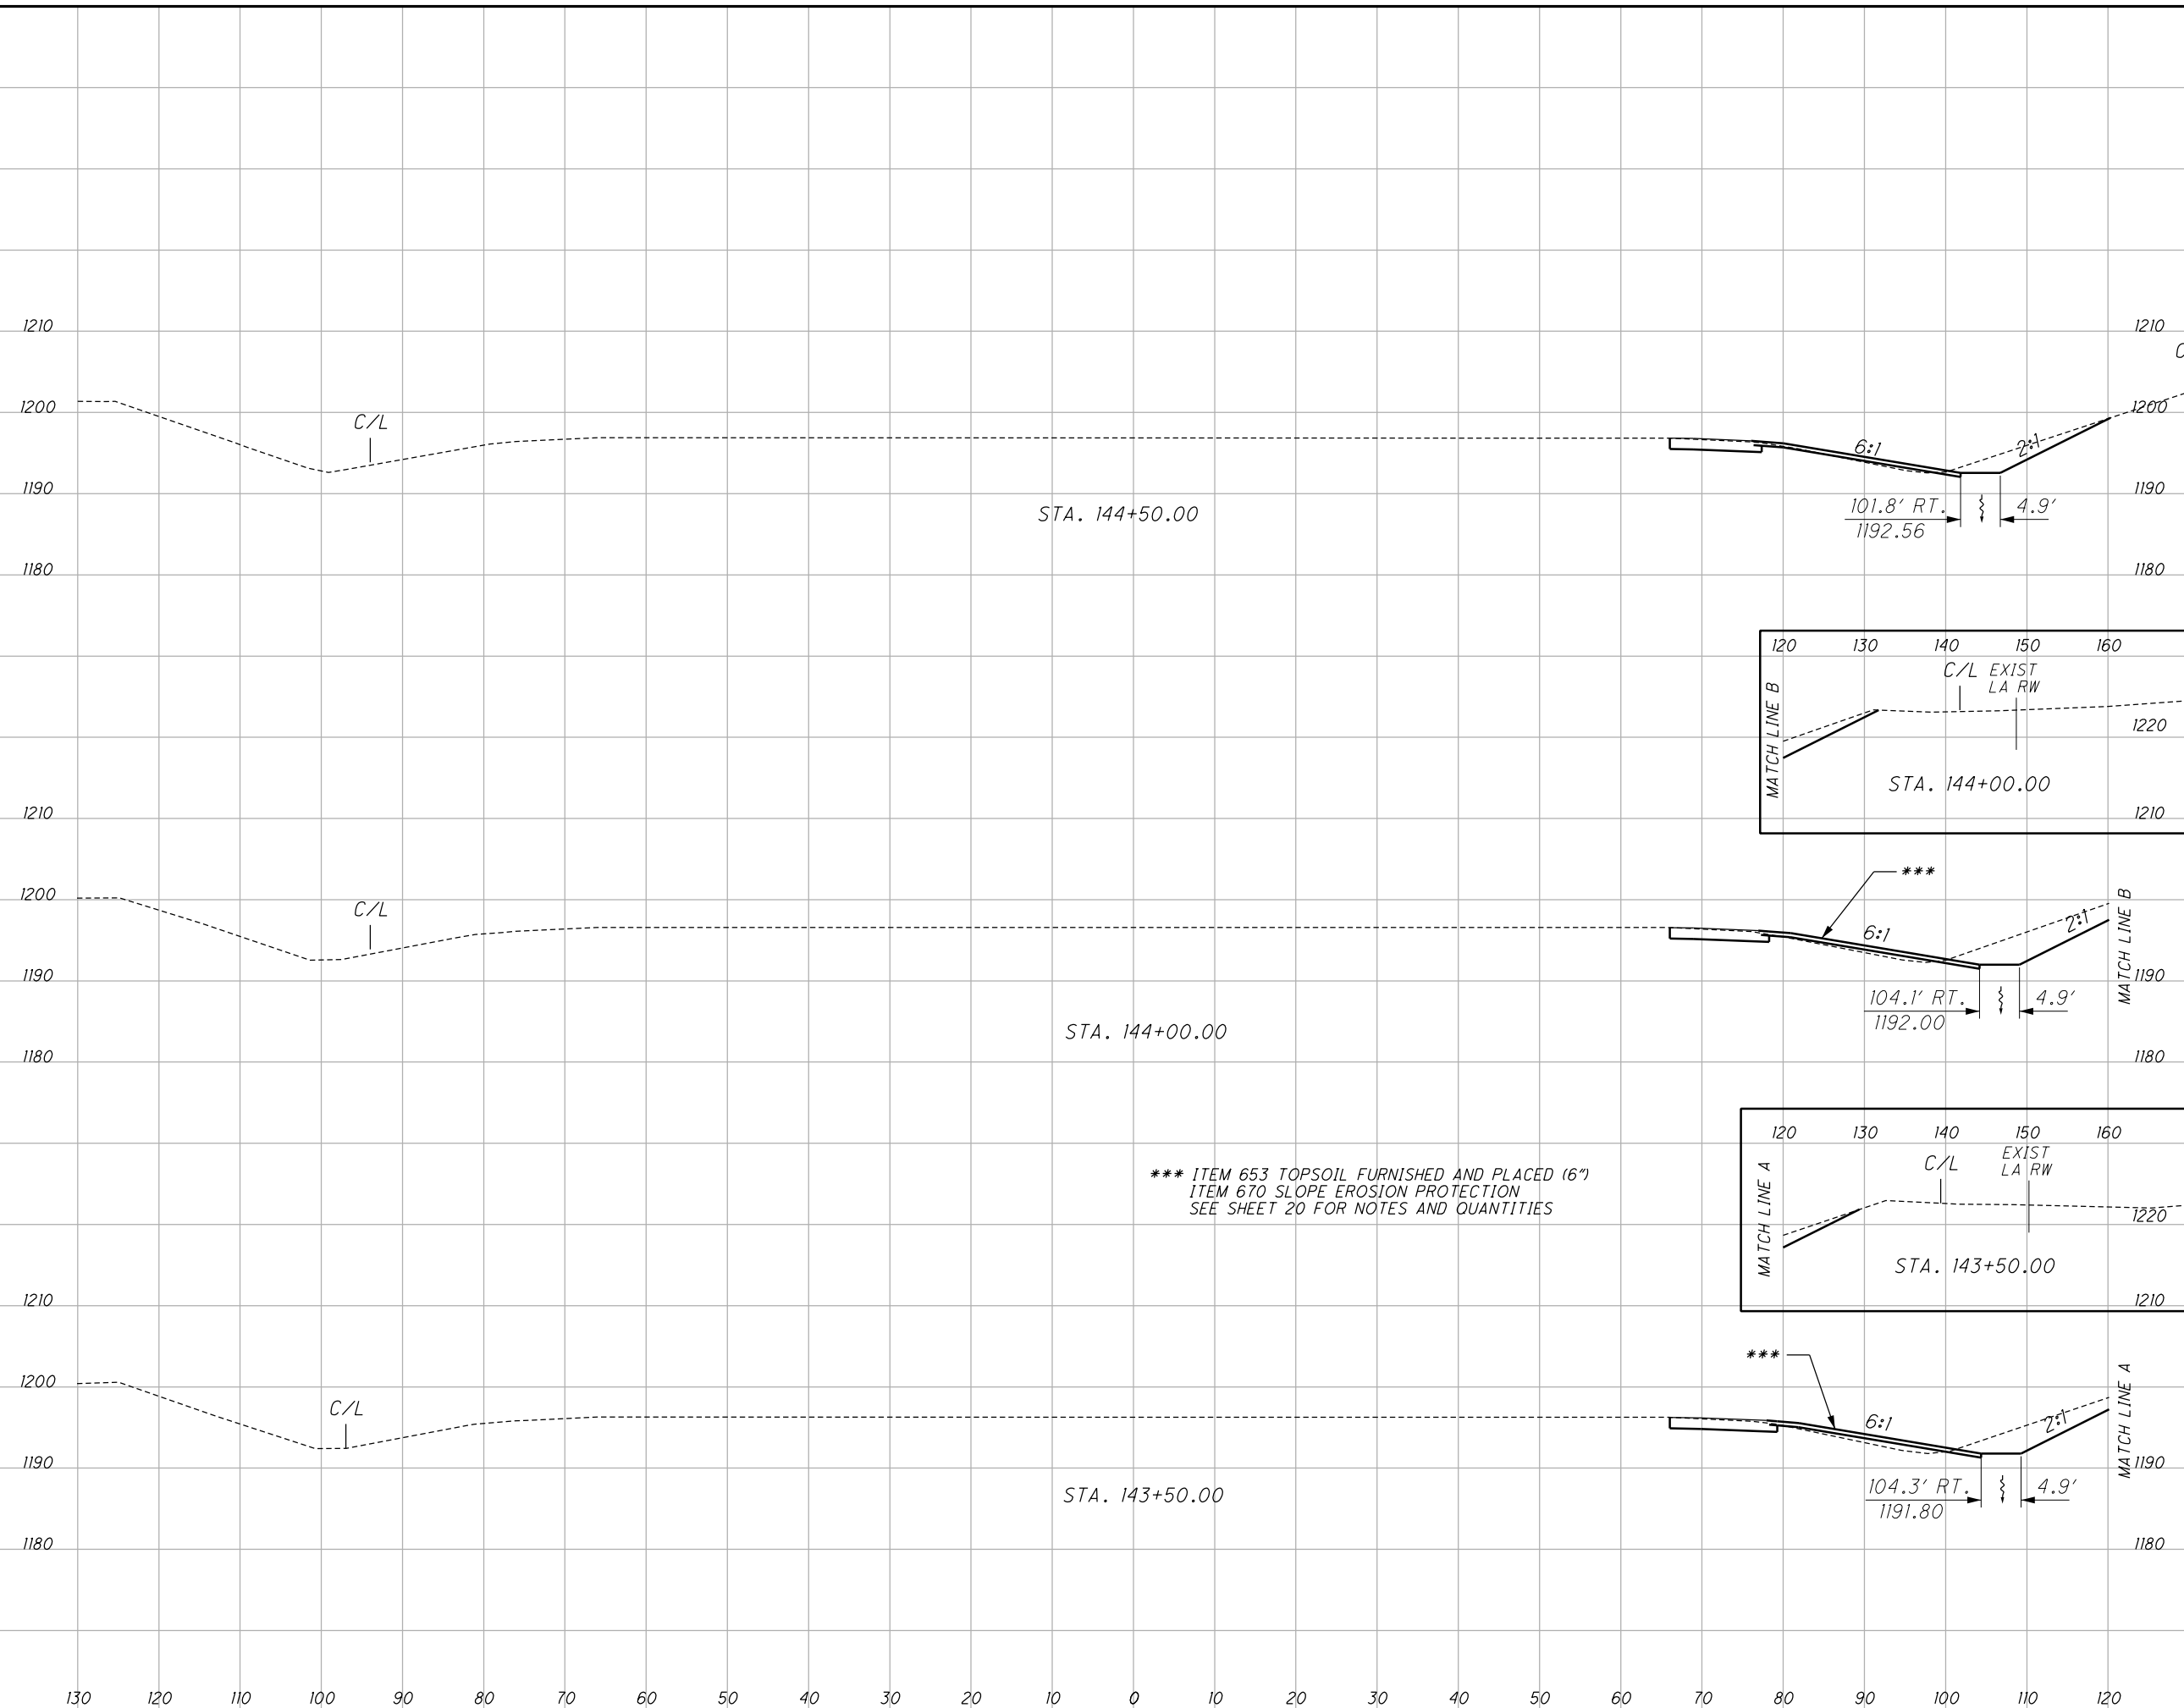 1210
1210
C
1200
C/L
1200
6:1
2:1
1190
1190
STA. 144+50.00
101.8' RT.
4.9'
1192.56
1180
1180
120 130 140 150 160
C/L EXIST
LA RW
MATCH LINE B
1220
STA. 144+00.00
1210
1210
***
1200
C/L
MATCH LINE B
6:1
2:1
1190
1190
104.1' RT.
4.9'
1192.00
STA. 144+00.00
1180
1180
120 130 140 150 160
EXIST
LA RW
C/L
MATCH LINE A
*** ITEM 653 TOPSOIL FURNISHED AND PLACED (6")
ITEM 670 SLOPE EROSION PROTECTION
SEE SHEET 20 FOR NOTES AND QUANTITIES
1220
STA. 143+50.00
1210
1210
***
1200
C/L
MATCH LINE A
6:1
2:1
1190
1190
104.3' RT.
4.9'
1191.80
STA. 143+50.00
1180
1180
130 120 110 100 90 80 70 60 50 40 30 20 10 0 10 20 30 40 50 60 70 80 90 100 110 120